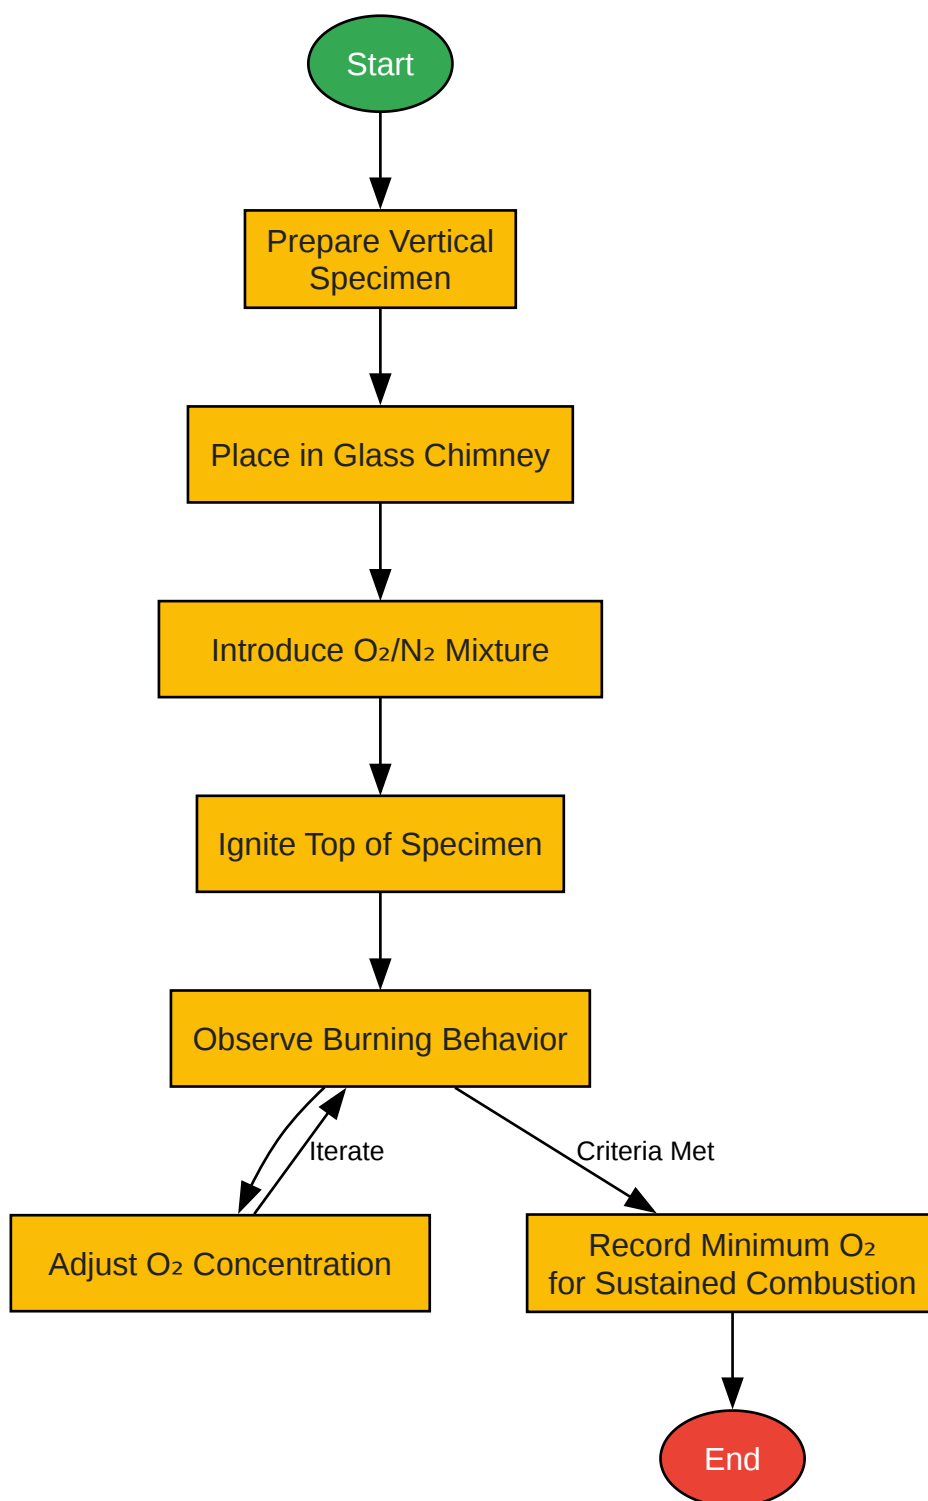 Start
Prepare Vertical
Specimen
Place in Glass Chimney
Introduce O₂/N₂ Mixture
Ignite Top of Specimen
Observe Burning Behavior
Iterate
Criteria Met
Adjust O₂ Concentration
Record Minimum O₂
for Sustained Combustion
End